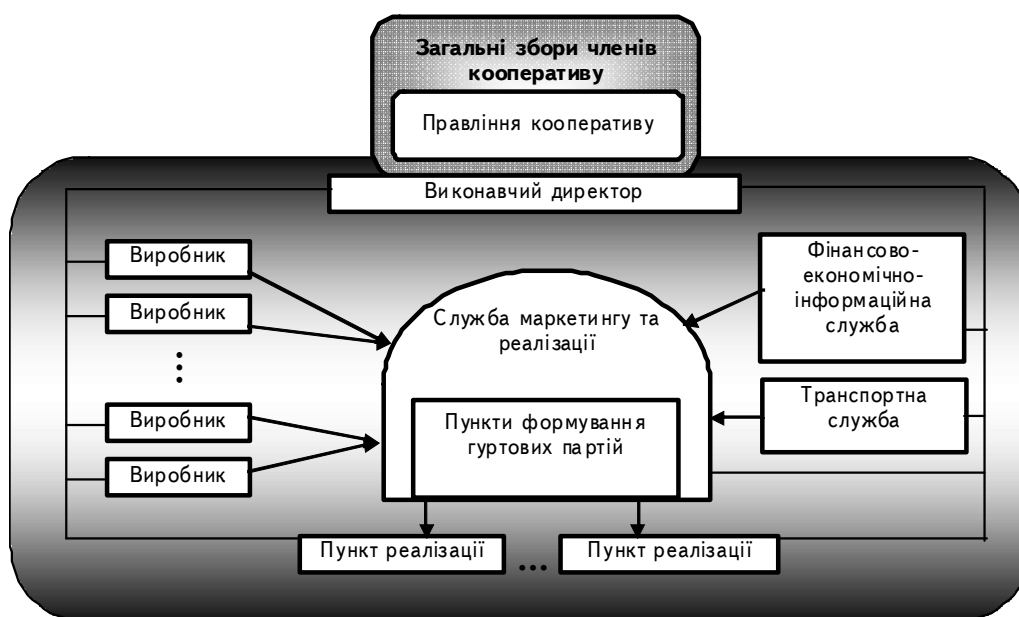 Загальні збори членів
кооперативу
Правління кооперативу
Виконавчий директор
Виробник
Виробник
...
Виробник
Виробник
Служба маркетингу та
реалізації
Пункти формування
гуртових партій
Фінансово-
економічно-
інформаційна
служба
Транспортна
служба
Пункт реалізації
...
Пункт реалізації